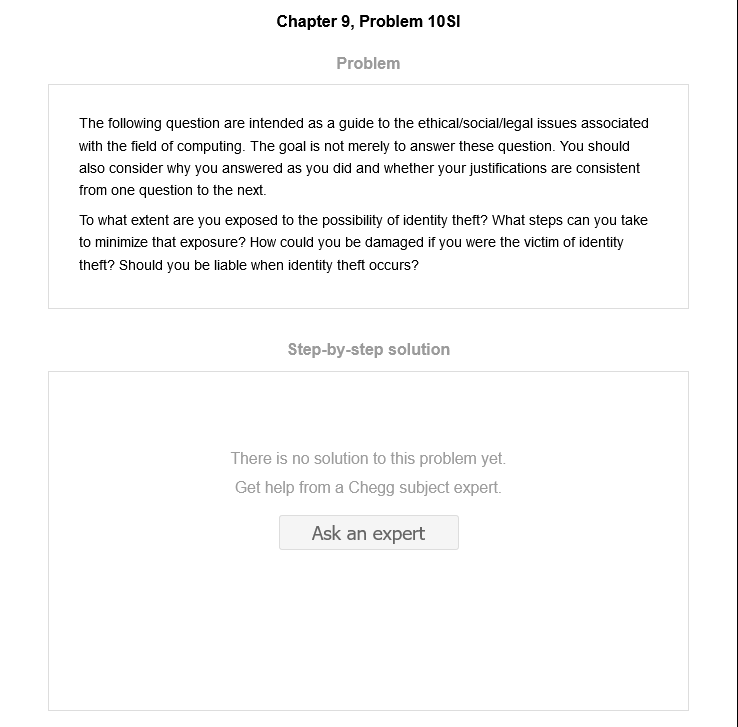 Chapter 9, Problem 10SI
Problem
The following question are intended as a guide to the ethical/social/legal issues associated
with the field of computing. The goal is not merely to answer these question. You should
also consider why you answered as you did and whether your justifications are consistent
from one question to the next.
To what extent are you exposed to the possibility of identity theft? What steps can you take
to minimize that exposure? How could you be damaged if you were the victim of identity
theft? Should you be liable when identity theft occurs?
Step-by-step solution
There is no solution to this problem yet.
Get help from a Chegg subject expert.
Ask an expert